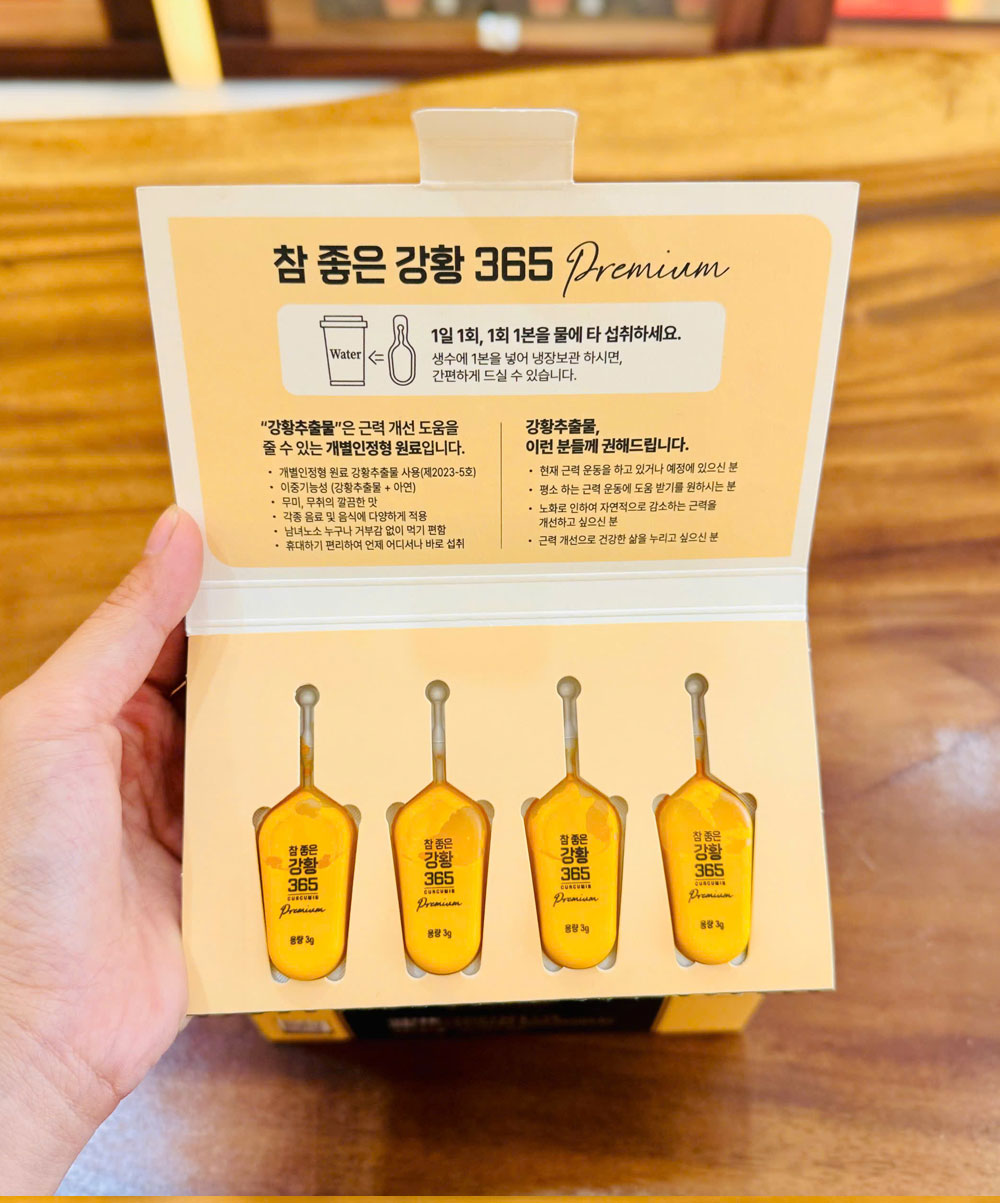 참 좋은 강황 365 Premium
1일 1회, 1회 1본을 물에 타 섭취하세요.
Water
생수에 1본을 넣어 냉장보관 하시면,
간편하게 드실 수 있습니다.
"강황추출물"은 근력 개선 도움을
줄 수 있는 개별인정형 원료입니다.
• 개별인정형 원료 강황추출물 사용(제2023-5호)
• 이중기능성 (강황추출물 + 아연)
• 무미, 무취의 깔끔한 맛
• 각종 음료 및 음식에 다양하게 적용
• 남녀노소 누구나 거부감 없이 먹기 편함
• 휴대하기 편리하여 언제 어디서나 바로 섭취
강황추출물,
이런 분들께 권해드립니다.
• 현재 근력 운동을 하고 있거나 예정에 있으신 분
• 평소 하는 근력 운동에 도움 받기를 원하시는 분
• 노화로 인하여 자연적으로 감소하는 근력을
개선하고 싶으신 분
• 근력 개선으로 건강한 삶을 누리고 싶으신 분
참 좋은
강황
365
CURCUMIN
Premium
용량 3g
참 좋은
강황
365
CURCUMIN
Premium
용량 3g
참 좋은
강황
365
CURCUMIN
Premium
용량 3g
참 좋은
강황
365
CURCUMIN
Premium
용량 3g